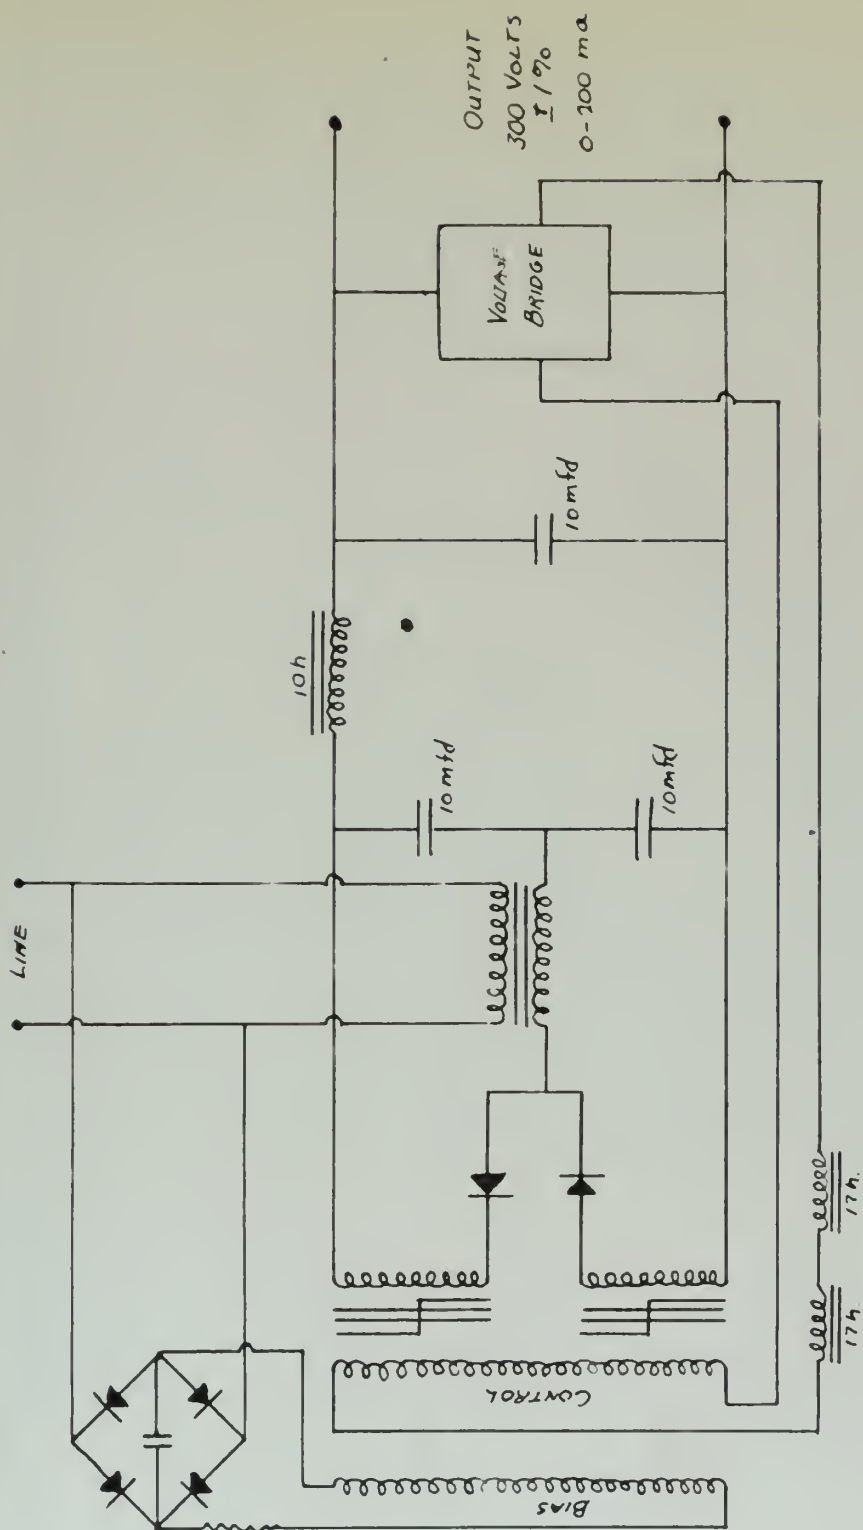 LINE
OUTPUT
300 VOLTS
± 1%
0-200 ma
VOLTAGE
BRIDGE
10h
10mfd
10mfd
10mfd
CONTROL
BIAS
17h.
17h.